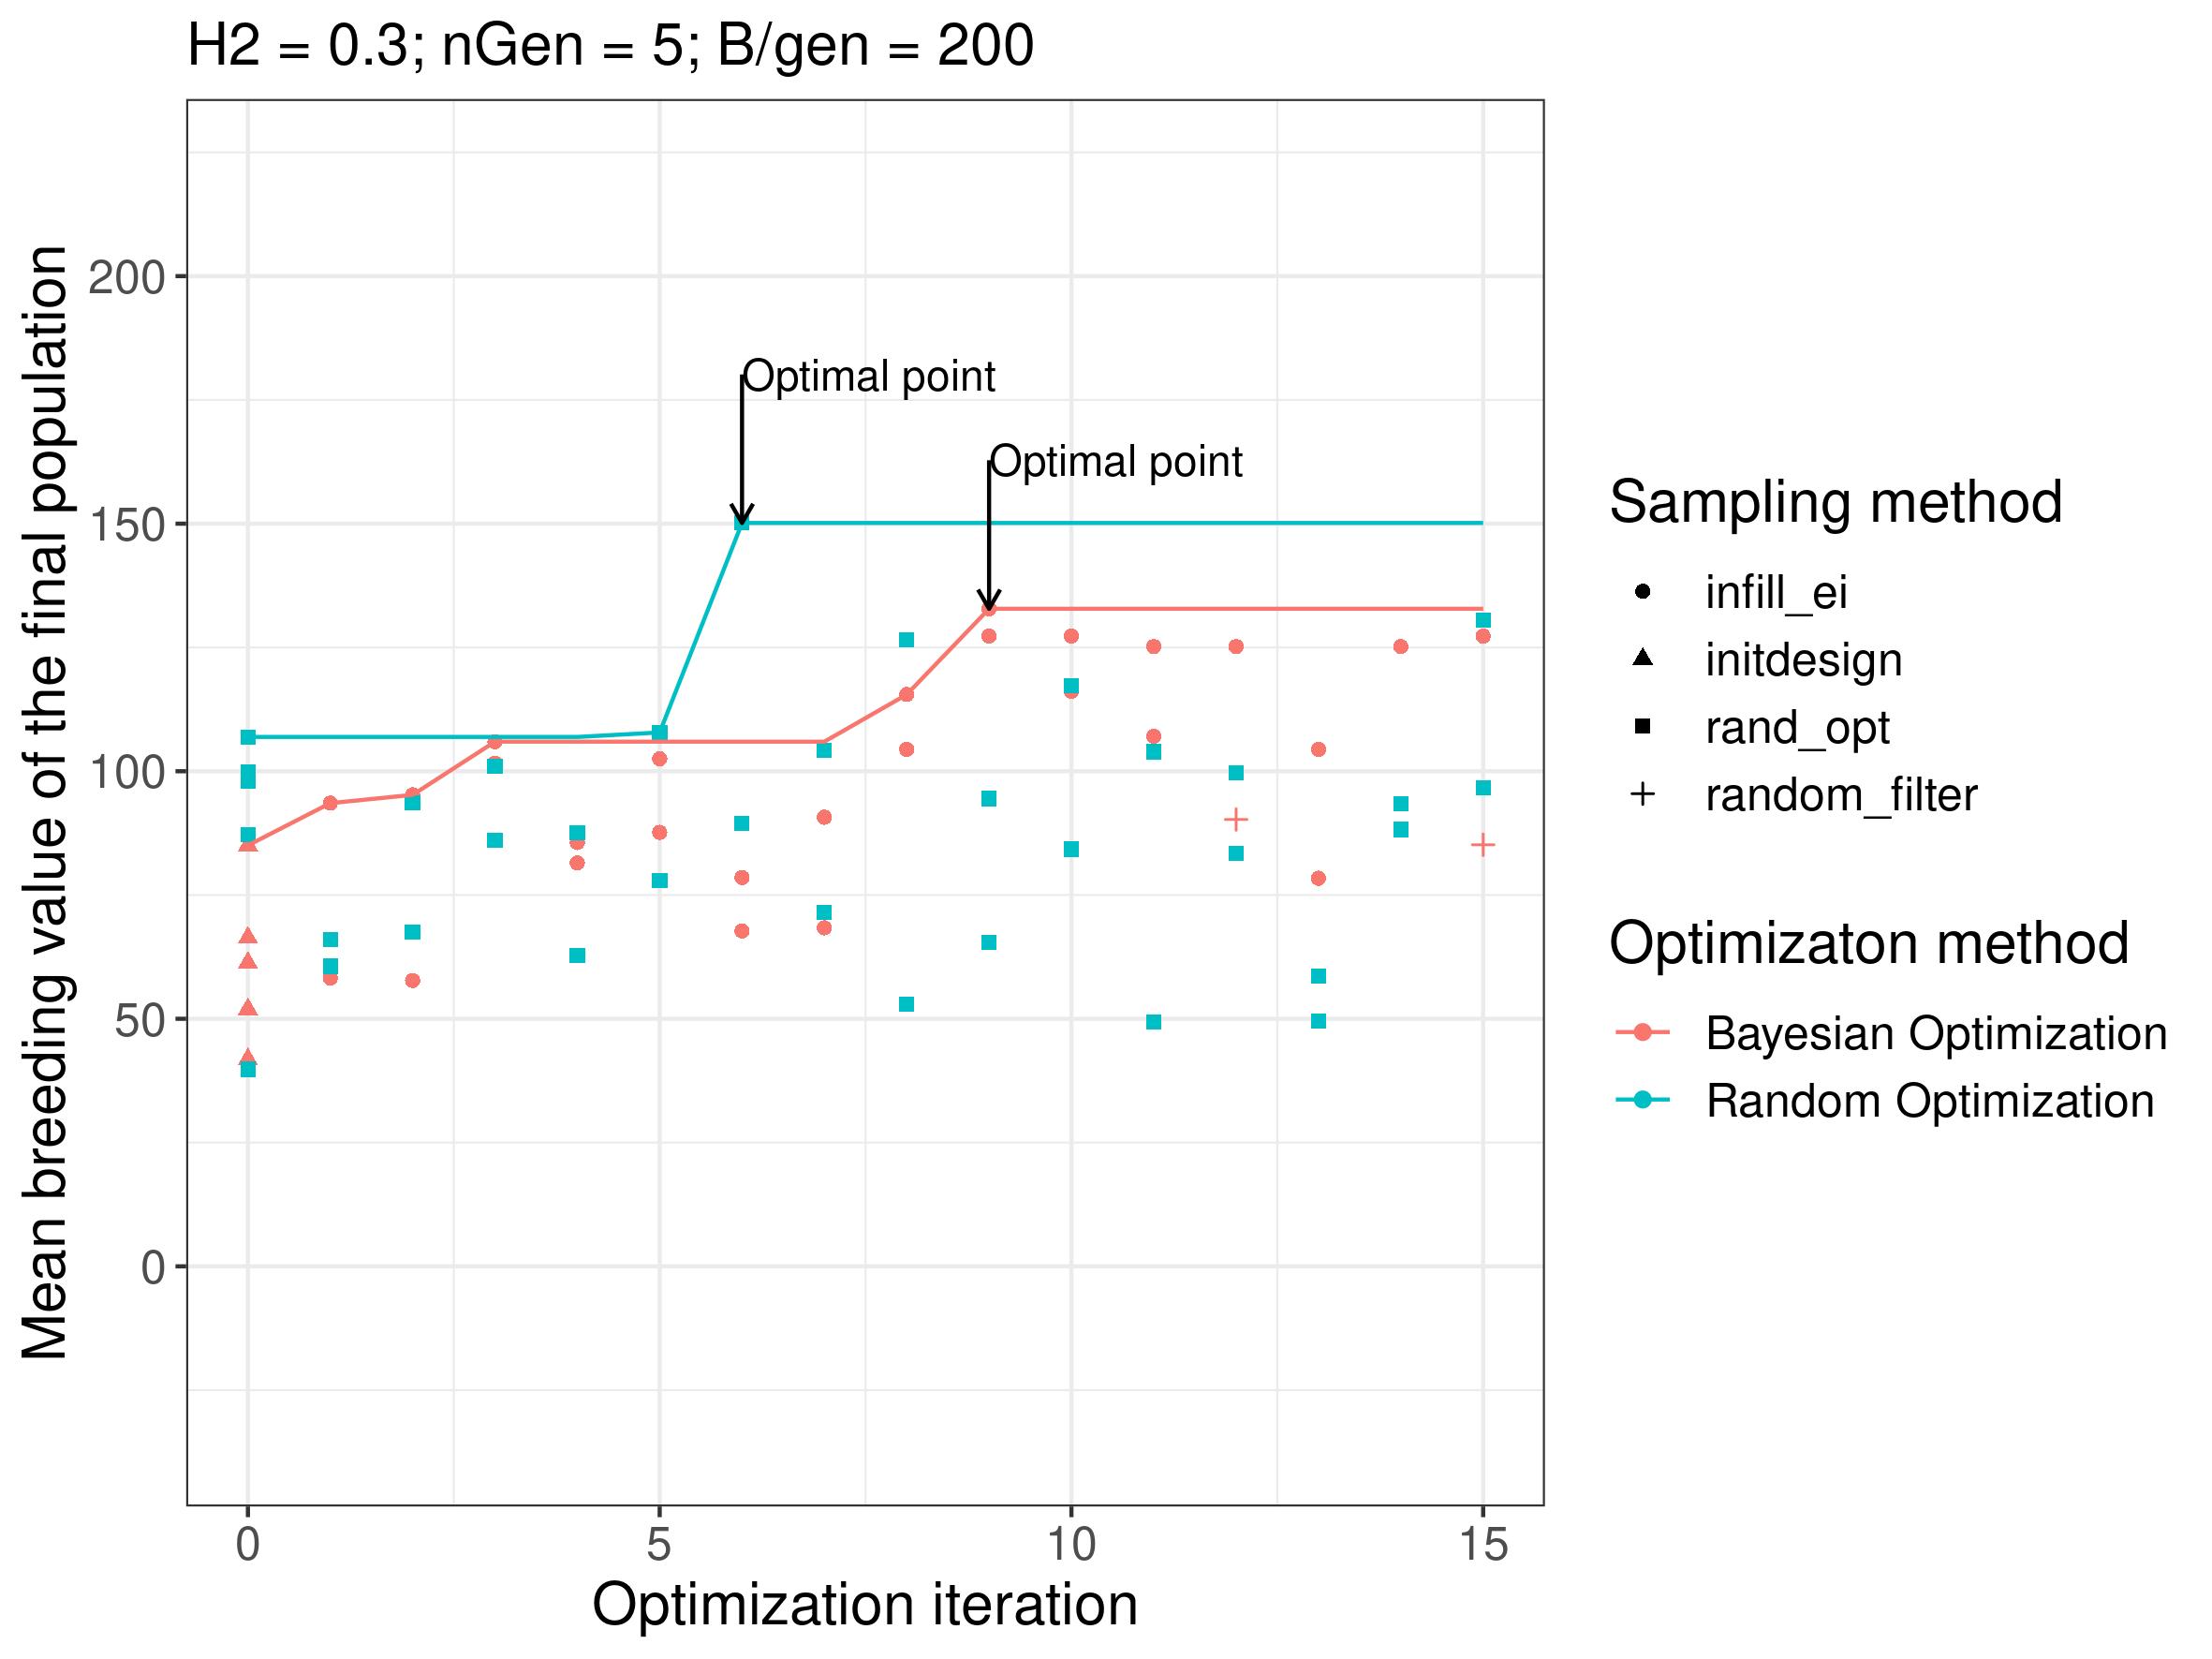 H2 = 0.3; nGen = 5; B/gen = 200
Mean breeding value of the final population
200
150
100
50
0
Optimal point
Optimal point
0 5 10 15
Optimization iteration
Sampling method
infill_ei
initdesign
rand_opt
random_filter
Optimizaton method
Bayesian Optimization
Random Optimization